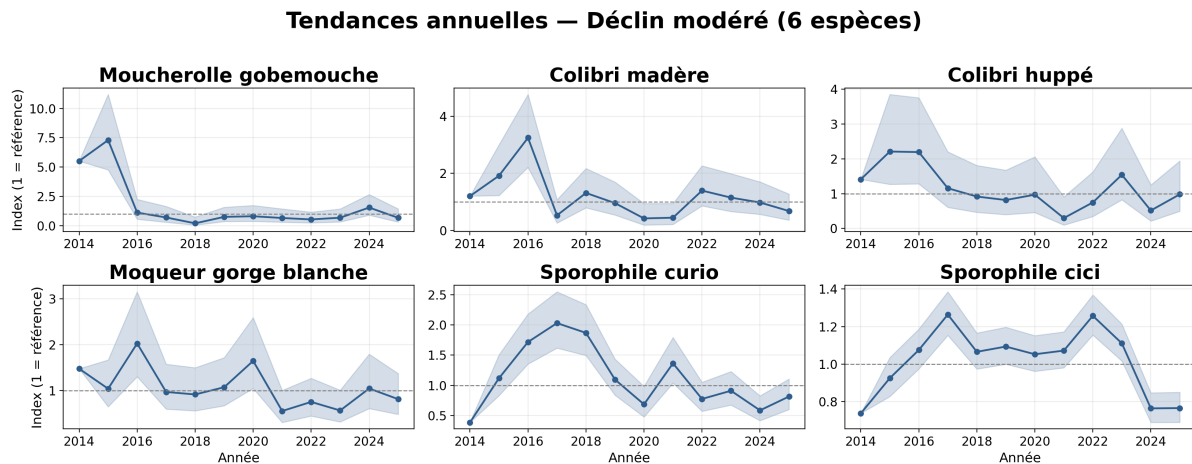 Tendances annuelles — Déclin modéré (6 espèces)
Moucherolle gobemouche
Colibri madère
Colibri huppé
Index (1 = référence)
10.0
7.5
5.0
2.5
0.0
2014 2016 2018 2020 2022 2024
4
2
0
2014 2016 2018 2020 2022 2024
4
3
2
1
0
2014 2016 2018 2020 2022 2024
Moqueur gorge blanche
Sporophile curio
Sporophile cici
Index (1 = référence)
3
2
1
2014 2016 2018 2020 2022 2024
Année
2.5
2.0
1.5
1.0
0.5
2014 2016 2018 2020 2022 2024
Année
1.4
1.2
1.0
0.8
2014 2016 2018 2020 2022 2024
Année